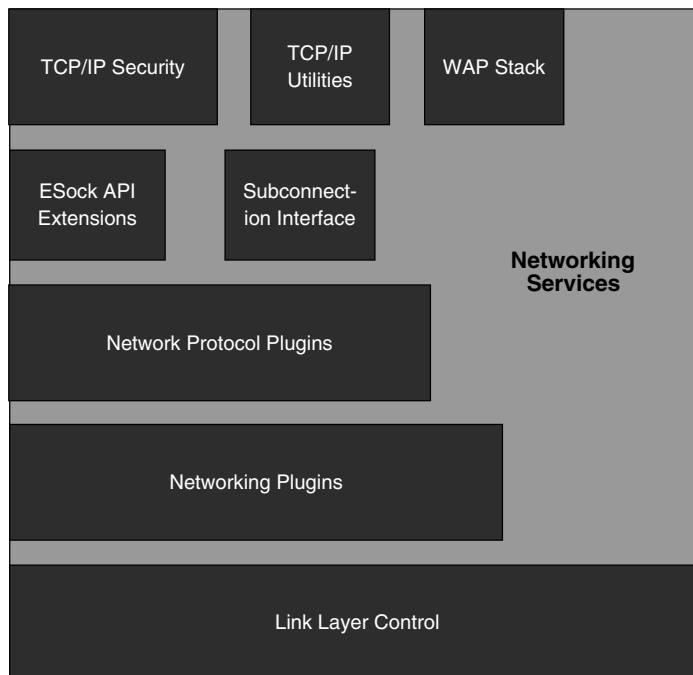 TCP/IP Security
TCP/IP
Utilities
WAP Stack
ESock API
Extensions
Subconnect-
ion Interface
Networking
Services
Network Protocol Plugins
Networking Plugins
Link Layer Control